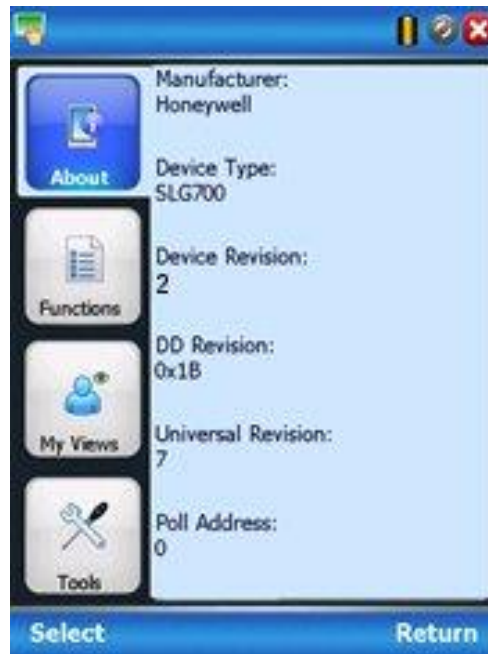 Manufacturer:
Honeywell
About
Device Type:
SLG700
Device Revision:
2
Functions
DD Revision:
0x1B
My Views
Universal Revision:
7
Poll Address:
0
Tools
Select
Return